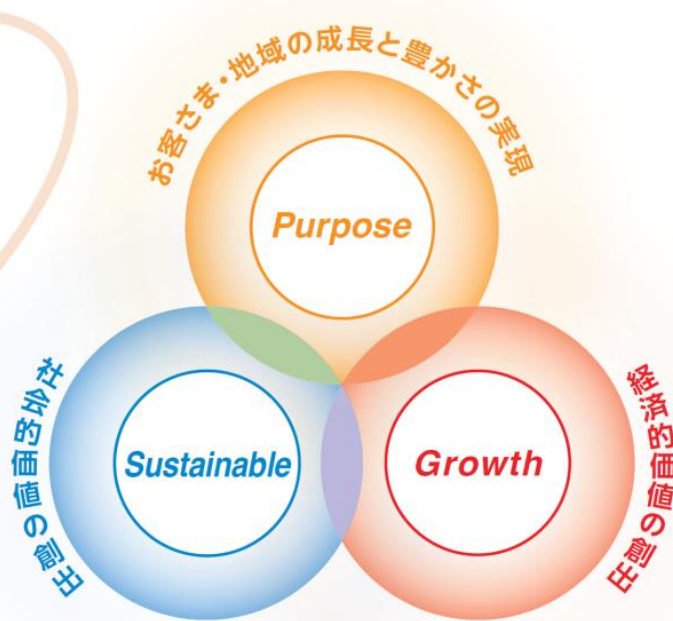 お客さま・地域の成長と豊かさの実現
Purpose
社会的価値の創出
Sustainable
Growth
経済的価値の創出